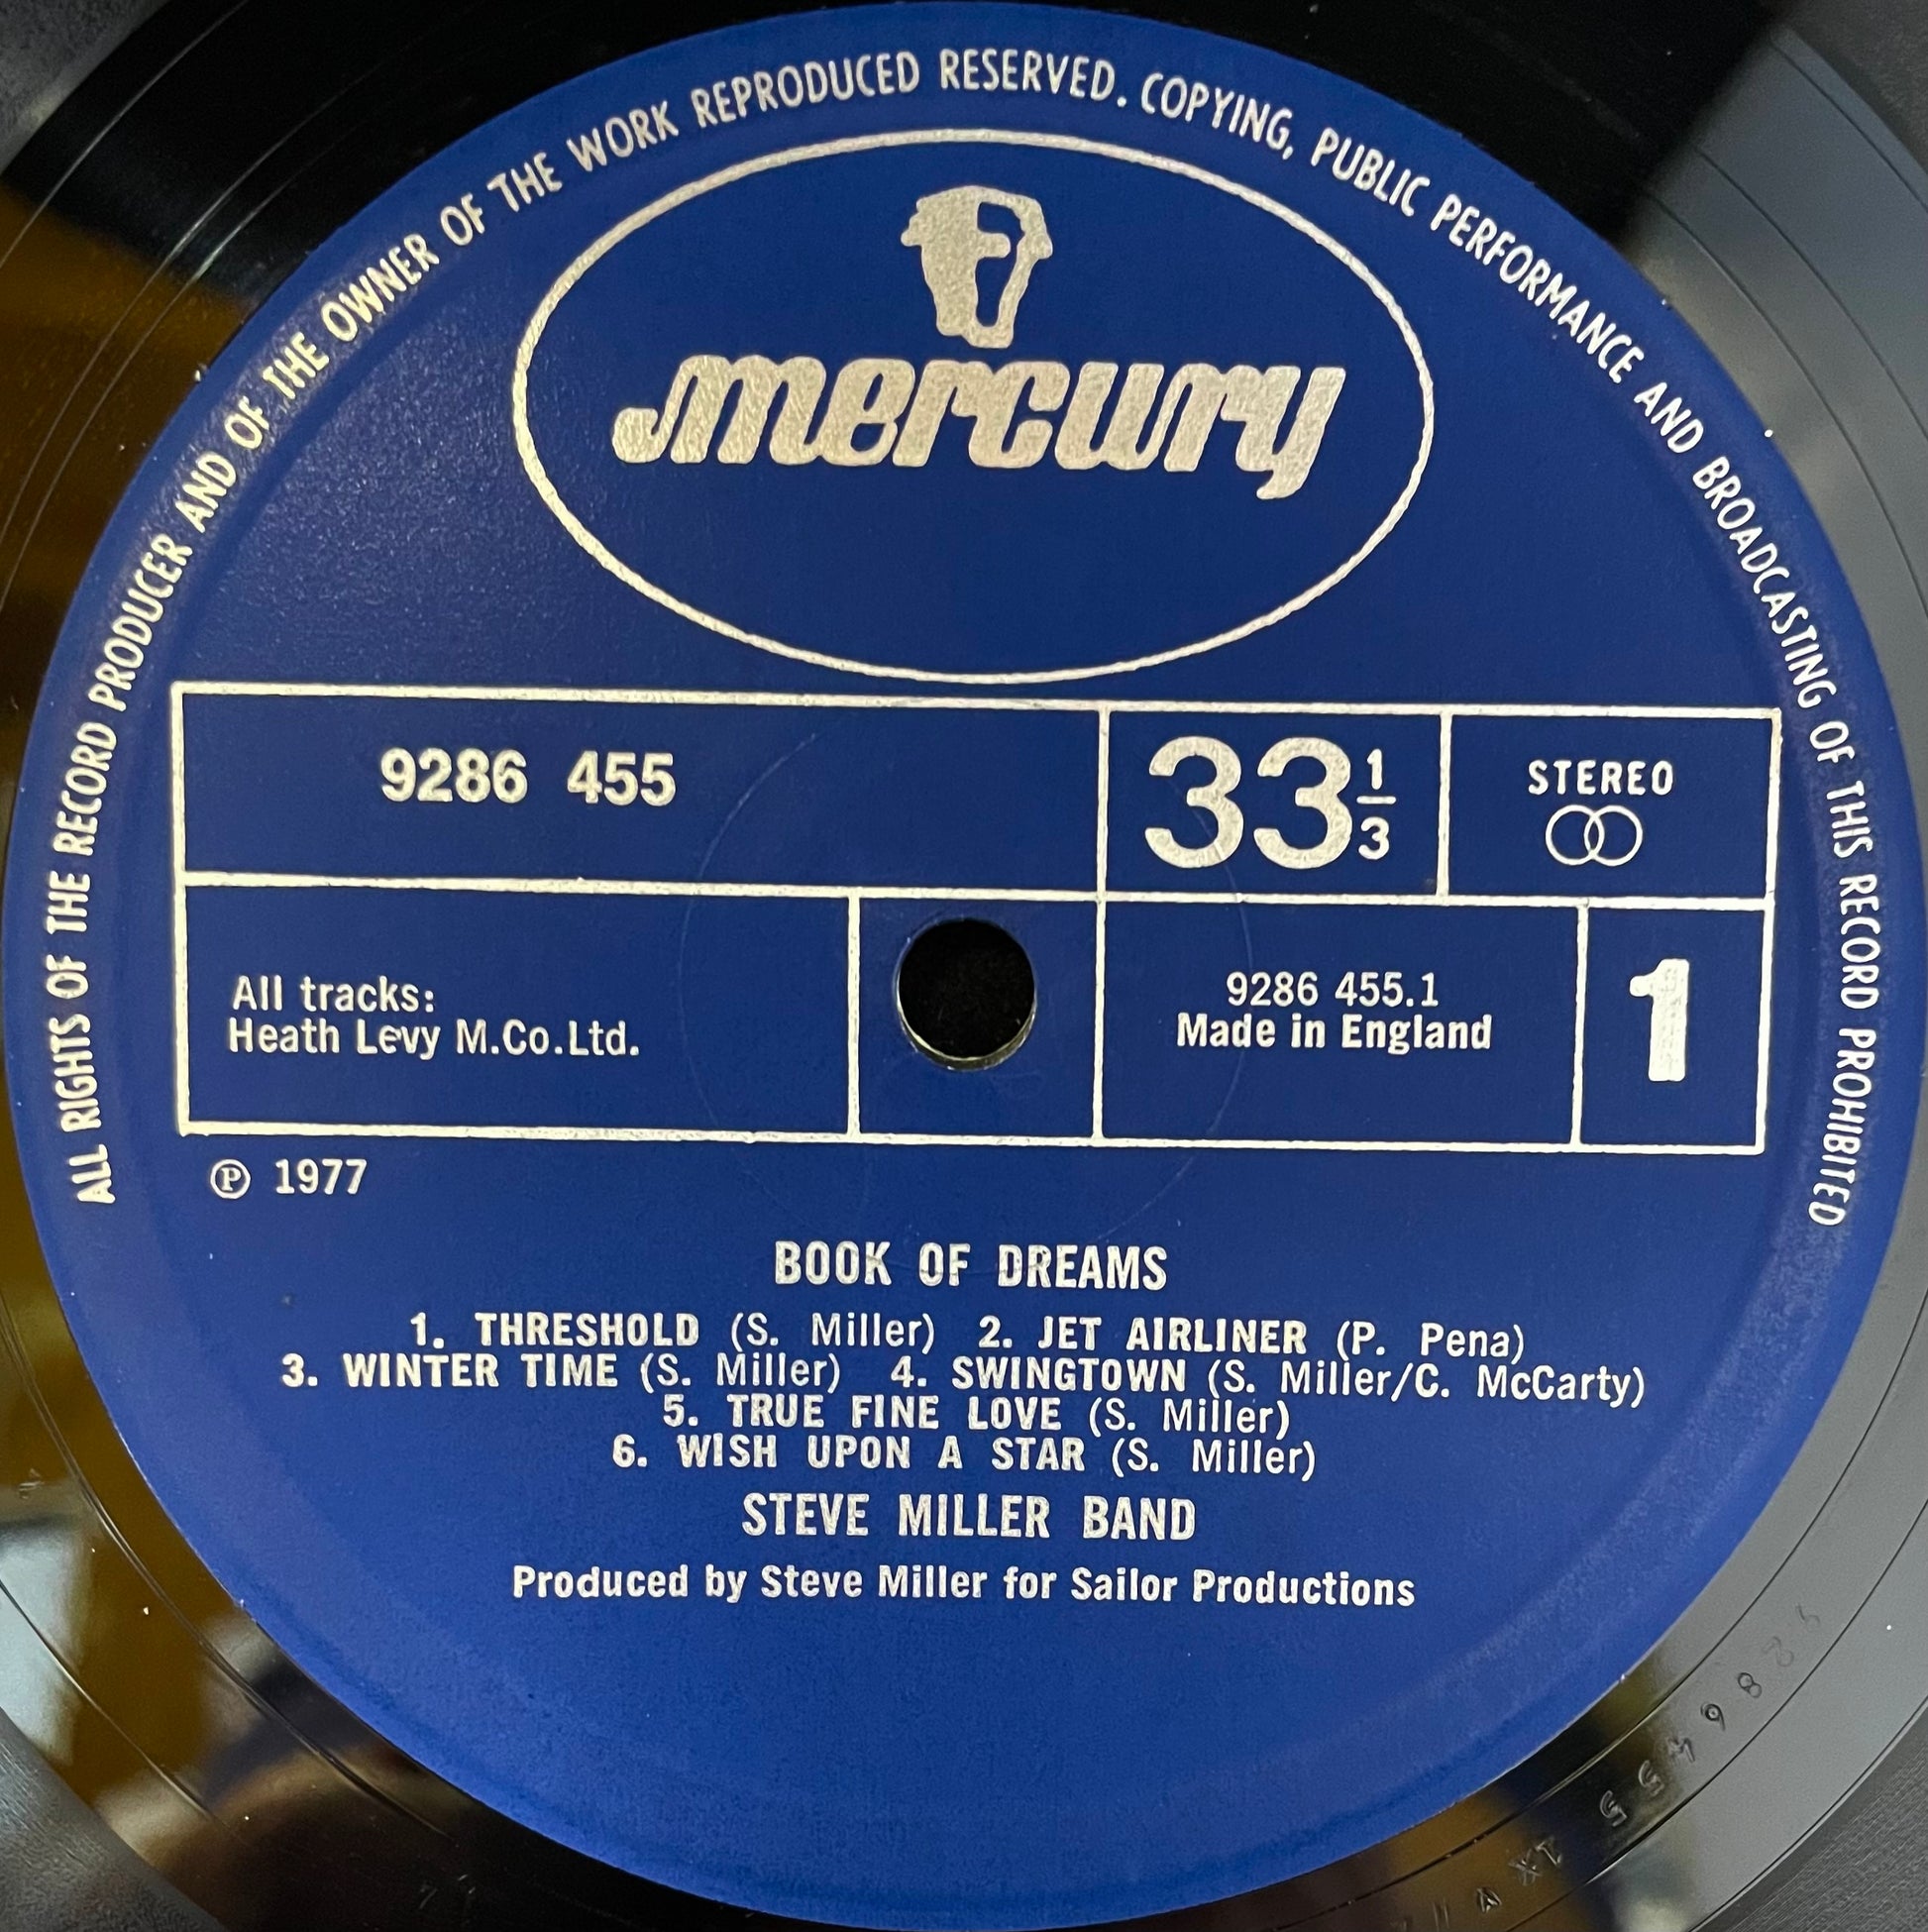 ALL RIGHTS OF THE RECORD PRODUCER AND OF THE OWNER OF THE WORK REPRODUCED RESERVED. COPYING, PUBLIC PERFORMANCE AND BROADCASTING OF THIS RECORD PROHIBITED
mercury
9286 455
33 1/3
STEREO
All tracks:
Heath Levy M.Co.Ltd.
9286 455.1
Made in England
1
℗ 1977
BOOK OF DREAMS
1. THRESHOLD (S. Miller) 2. JET AIRLINER (P. Pena)
3. WINTER TIME (S. Miller) 4. SWINGTOWN (S. Miller/C. McCarty)
5. TRUE FINE LOVE (S. Miller)
6. WISH UPON A STAR (S. Miller)
STEVE MILLER BAND
Produced by Steve Miller for Sailor Productions